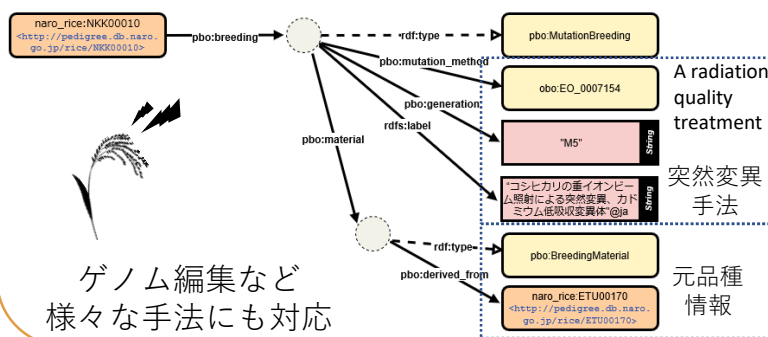 naro_rice:NKK00010
<http://pedigree.db.naro.
go.jp/rice/NKK00010>
pbo:breeding
rdf:type
pbo:MutationBreeding
pbo:mutation_method
obo:EO_0007154
A radiation
quality
treatment
pbo:generation
"M5"
String
rdfs:label
"コシヒカリの重イオンビー
ム照射による突然変異、カド
ミウム低吸収変異体"@ja
String
突然変異
手法
pbo:material
rdf:type
pbo:BreedingMaterial
pbo:derived_from
naro_rice:ETU00170
<http://pedigree.db.naro.
go.jp/rice/ETU00170>
元品種
情報
ゲノム編集など
様々な手法にも対応